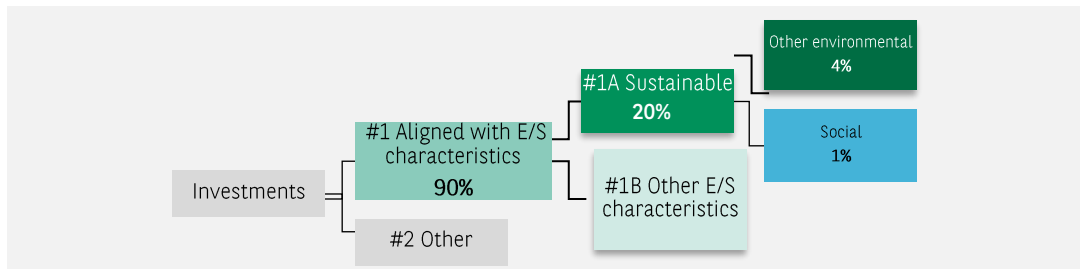 Other environmental
4%
#1A Sustainable
20%
Social
1%
#1 Aligned with E/S
characteristics
90%
Investments
#1B Other E/S
characteristics
#2 Other